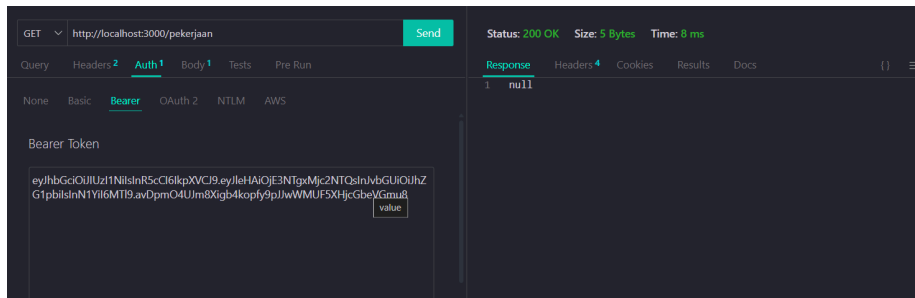 GET http://localhost:3000/pekerjaan Send
Status: 200 OK Size: 5 Bytes Time: 8 ms
Query Headers 2 Auth 1 Body 1 Tests Pre Run
Response Headers 4 Cookies Results Docs { }
1 null
None Basic Bearer OAuth 2 NTLM AWS
Bearer Token
eyJhbGciOiJIUzI1NiIsInR5cCI6IkpXVCJ9.eyJleHAiOjE3NTgxMjc2NTQsInJvbGUiOiJhZ
G1pbiIsInN1YiI6MTI9.avDpmO4UJm8Xigb4kopfy9pJJwWMUF5XHjcGbeVGmu8
value